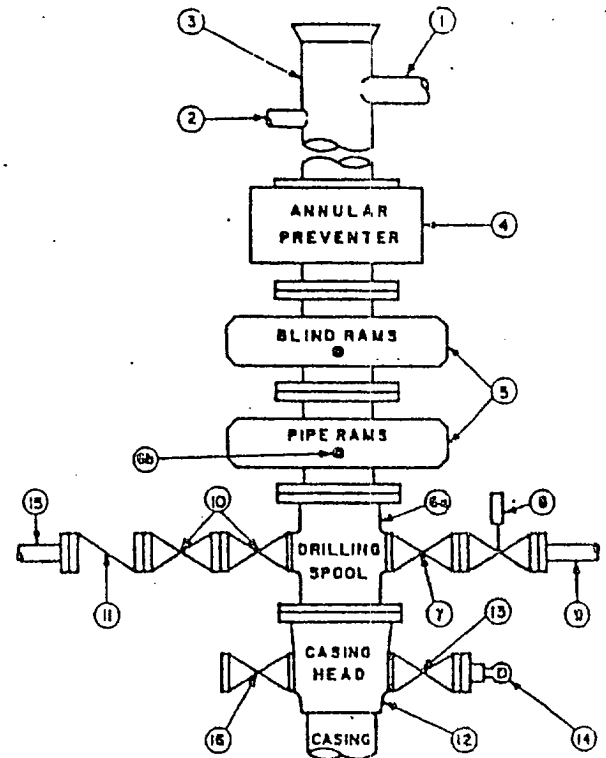 3
1
2
ANNULAR
PREVENTER
4
BLIND RAMS
5
PIPE RAMS
6b
15
10
6a
8
DRILLING
SPOOL
11
7
9
13
CASING
HEAD
16
12
14
CASING